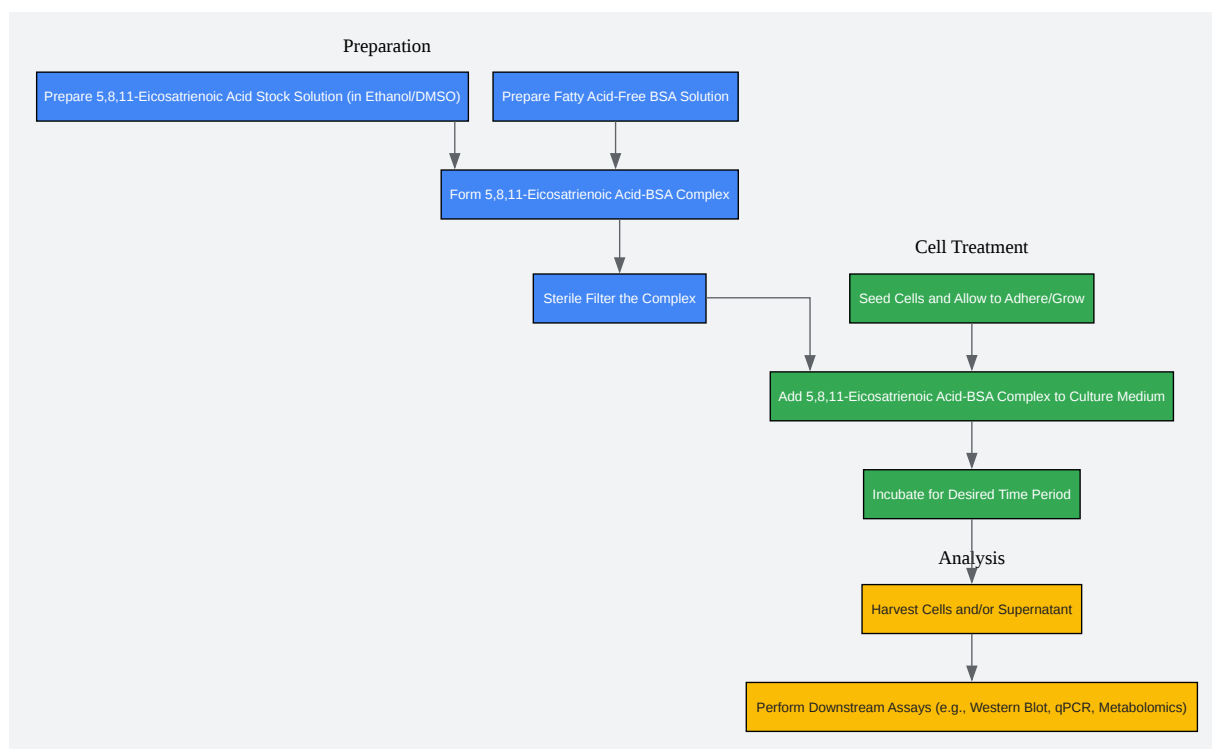 Preparation
Prepare 5,8,11-Eicosatrienoic Acid Stock Solution (in Ethanol/DMSO)
Prepare Fatty Acid-Free BSA Solution
Form 5,8,11-Eicosatrienoic Acid-BSA Complex
Sterile Filter the Complex
Cell Treatment
Seed Cells and Allow to Adhere/Grow
Add 5,8,11-Eicosatrienoic Acid-BSA Complex to Culture Medium
Incubate for Desired Time Period
Analysis
Harvest Cells and/or Supernatant
Perform Downstream Assays (e.g., Western Blot, qPCR, Metabolomics)